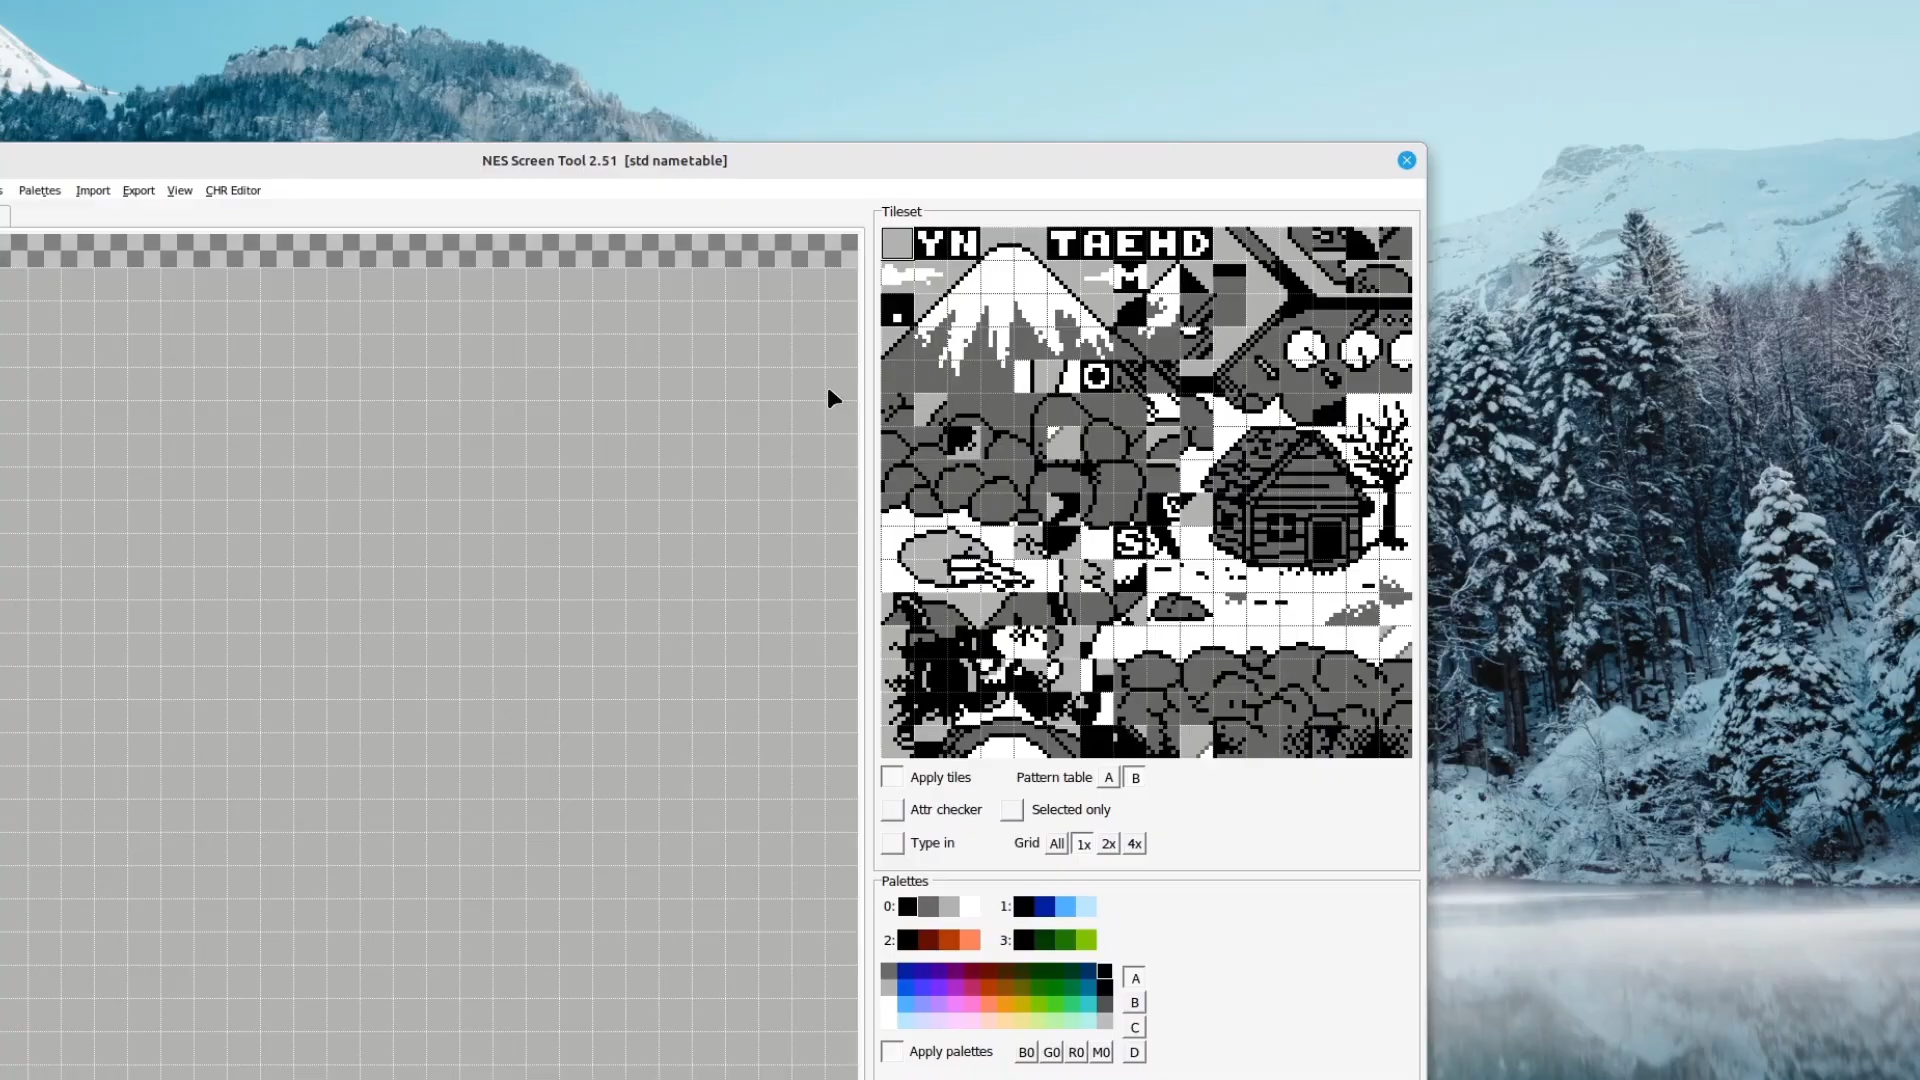 NES Screen Tool 2.51 [std nametable]
s Palettes Import Export View CHR Editor
Tileset
YN TAEHD
M
O
S
Apply tiles Pattern table A B
Attr checker Selected only
Type in Grid All 1x 2x 4x
Palettes
0: 1:
2: 3:
A
B
C
Apply palettes B0 G0 R0 M0 D